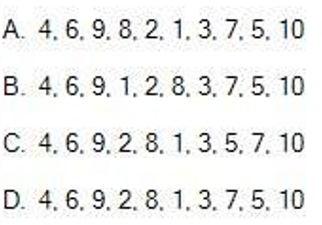 A. 4, 6, 9, 8, 2, 1, 3, 7, 5, 10
B. 4, 6, 9, 1, 2, 8, 3, 7, 5, 10
C. 4, 6, 9, 2, 8, 1, 3, 5, 7, 10
D. 4, 6, 9, 2, 8, 1, 3, 7, 5, 10